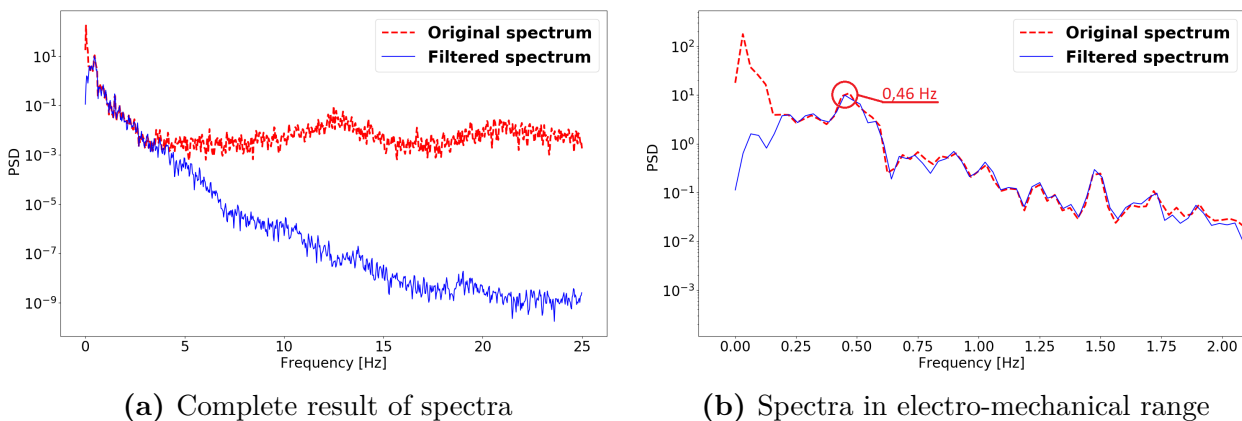 Original spectrum
Filtered spectrum
PSD
10^1
10^-1
10^-3
10^-5
10^-7
10^-9
0 5 10 15 20 25
Frequency [Hz]
(a) Complete result of spectra
Original spectrum
Filtered spectrum
0,46 Hz
PSD
10^2
10^1
10^0
10^-1
10^-2
10^-3
0.00 0.25 0.50 0.75 1.00 1.25 1.50 1.75 2.00
Frequency [Hz]
(b) Spectra in electro-mechanical range